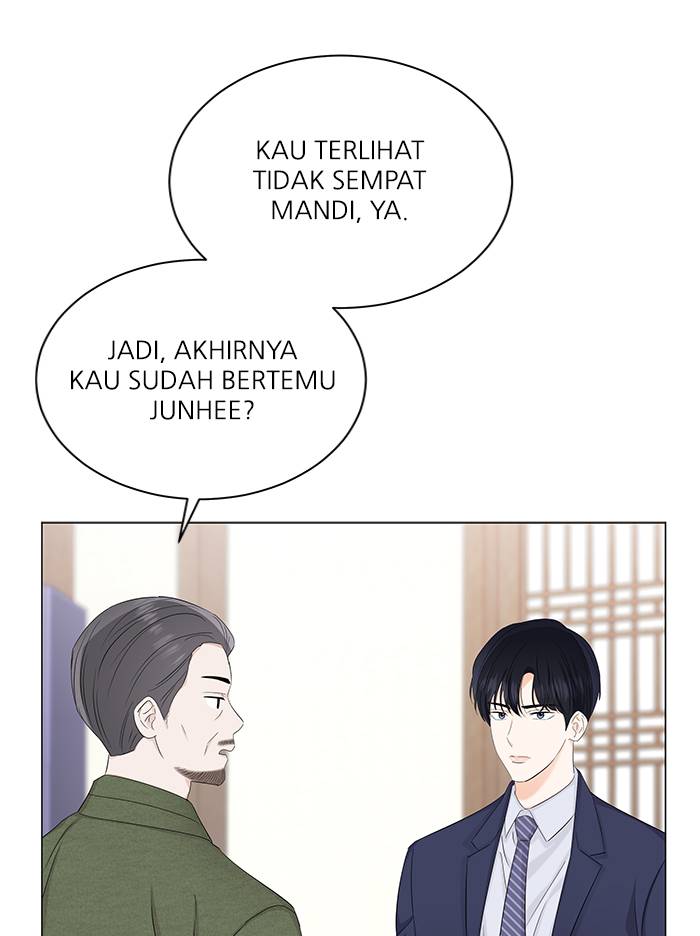 KAU TERLIHAT
TIDAK SEMPAT
MANDI, YA.
JADI, AKHIRNYA
KAU SUDAH BERTEMU
JUNHEE?